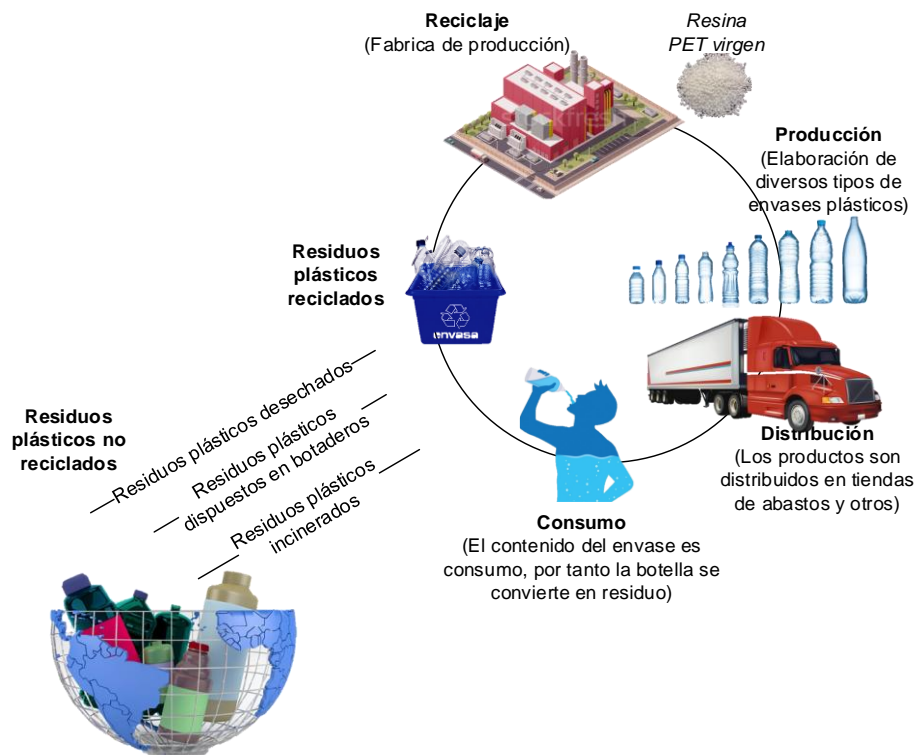 Reciclaje
(Fabrica de producción)
Resina
PET virgen
Producción
(Elaboración de
diversos tipos de
envases plásticos)
Residuos
plásticos
reciclados
envasa
Residuos plásticos desechados
Residuos
plásticos no
reciclados
Residuos plásticos
dispuestos en botaderos
Residuos plásticos
incinerados
Distribución
(Los productos son
distribuidos en tiendas
de abastos y otros)
Consumo
(El contenido del envase es
consumo, por tanto la botella se
convierte en residuo)